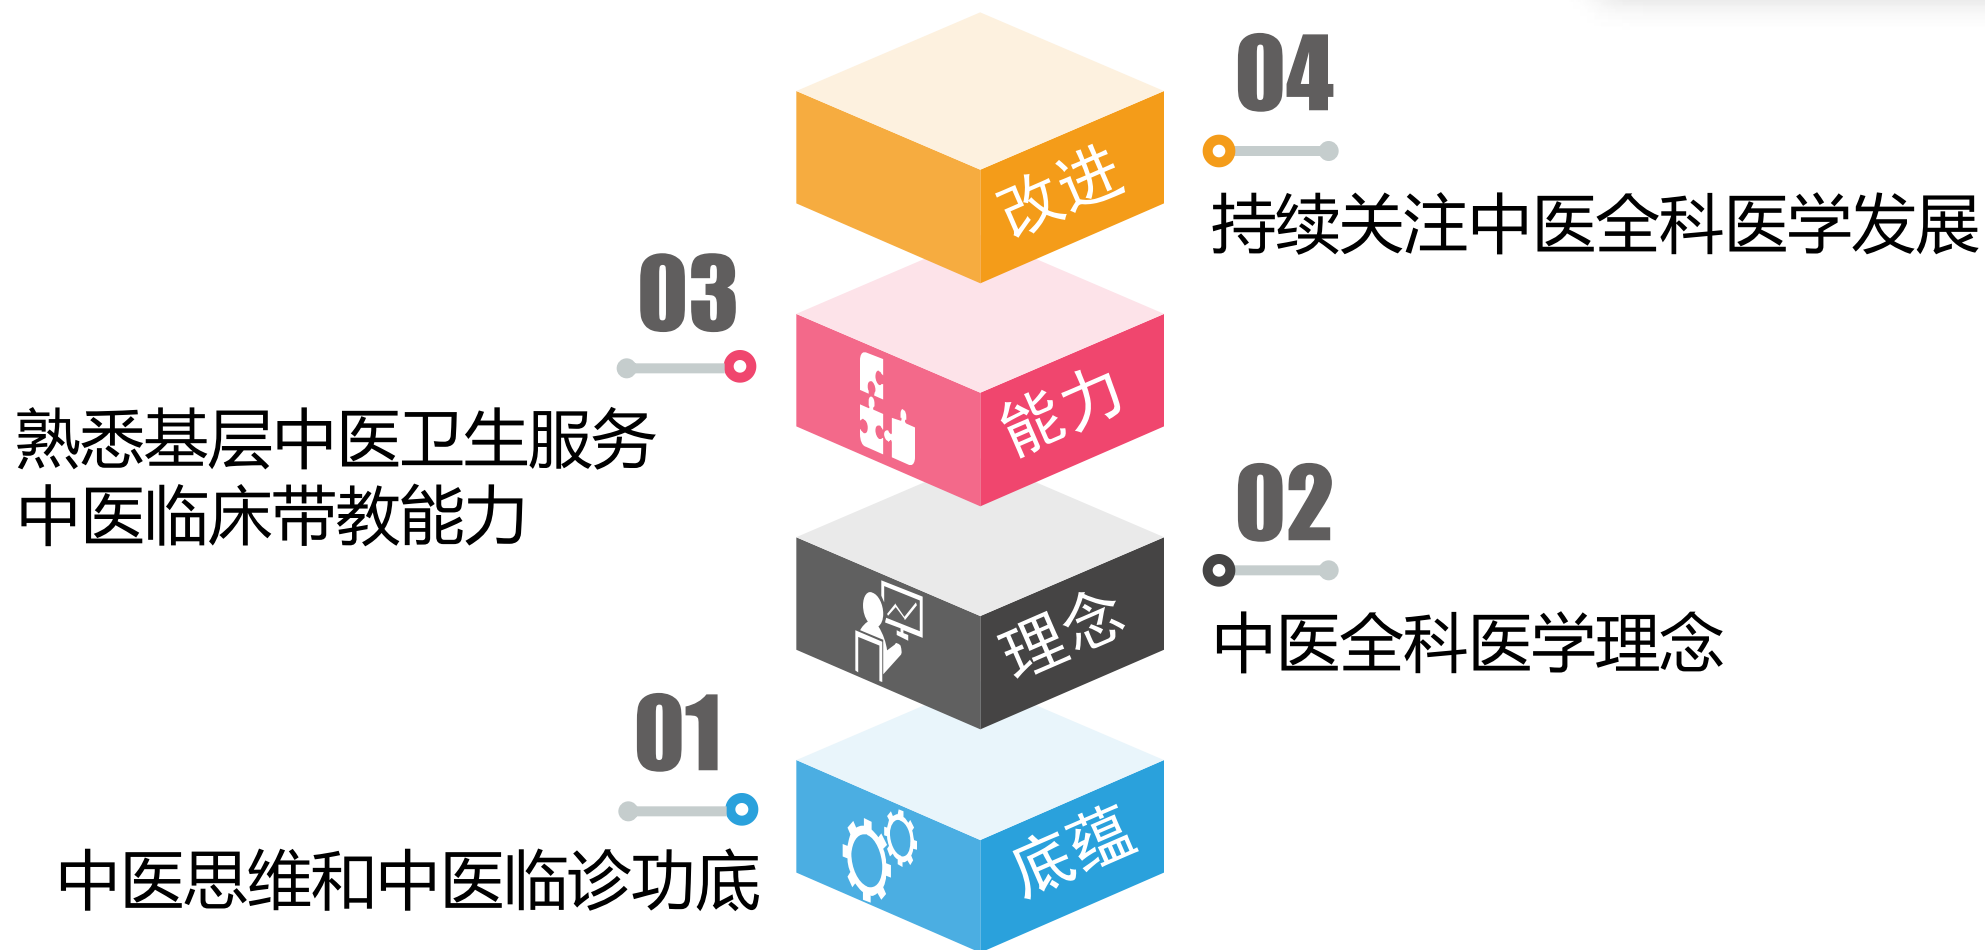 04
改进
持续关注中医全科医学发展
03
能力
熟悉基层中医卫生服务
中医临床带教能力
02
理念
中医全科医学理念
01
底蕴
中医思维和中医临诊功底